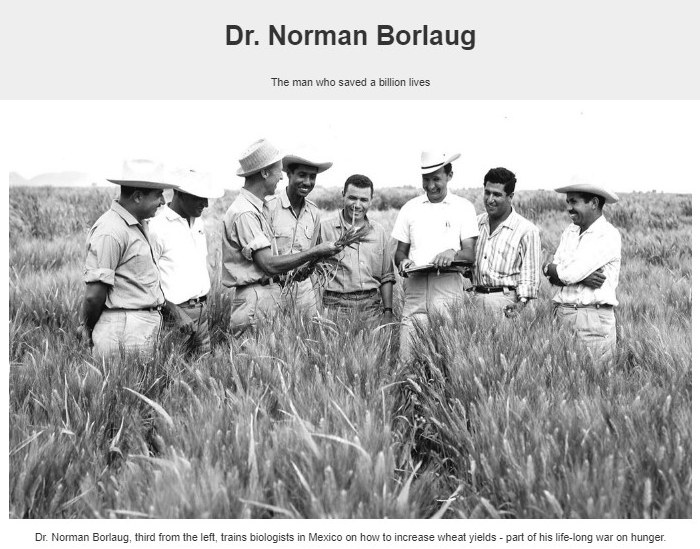 Dr. Norman Borlaug
The man who saved a billion lives
Dr. Norman Borlaug, third from the left, trains biologists in Mexico on how to increase wheat yields - part of his life-long war on hunger.